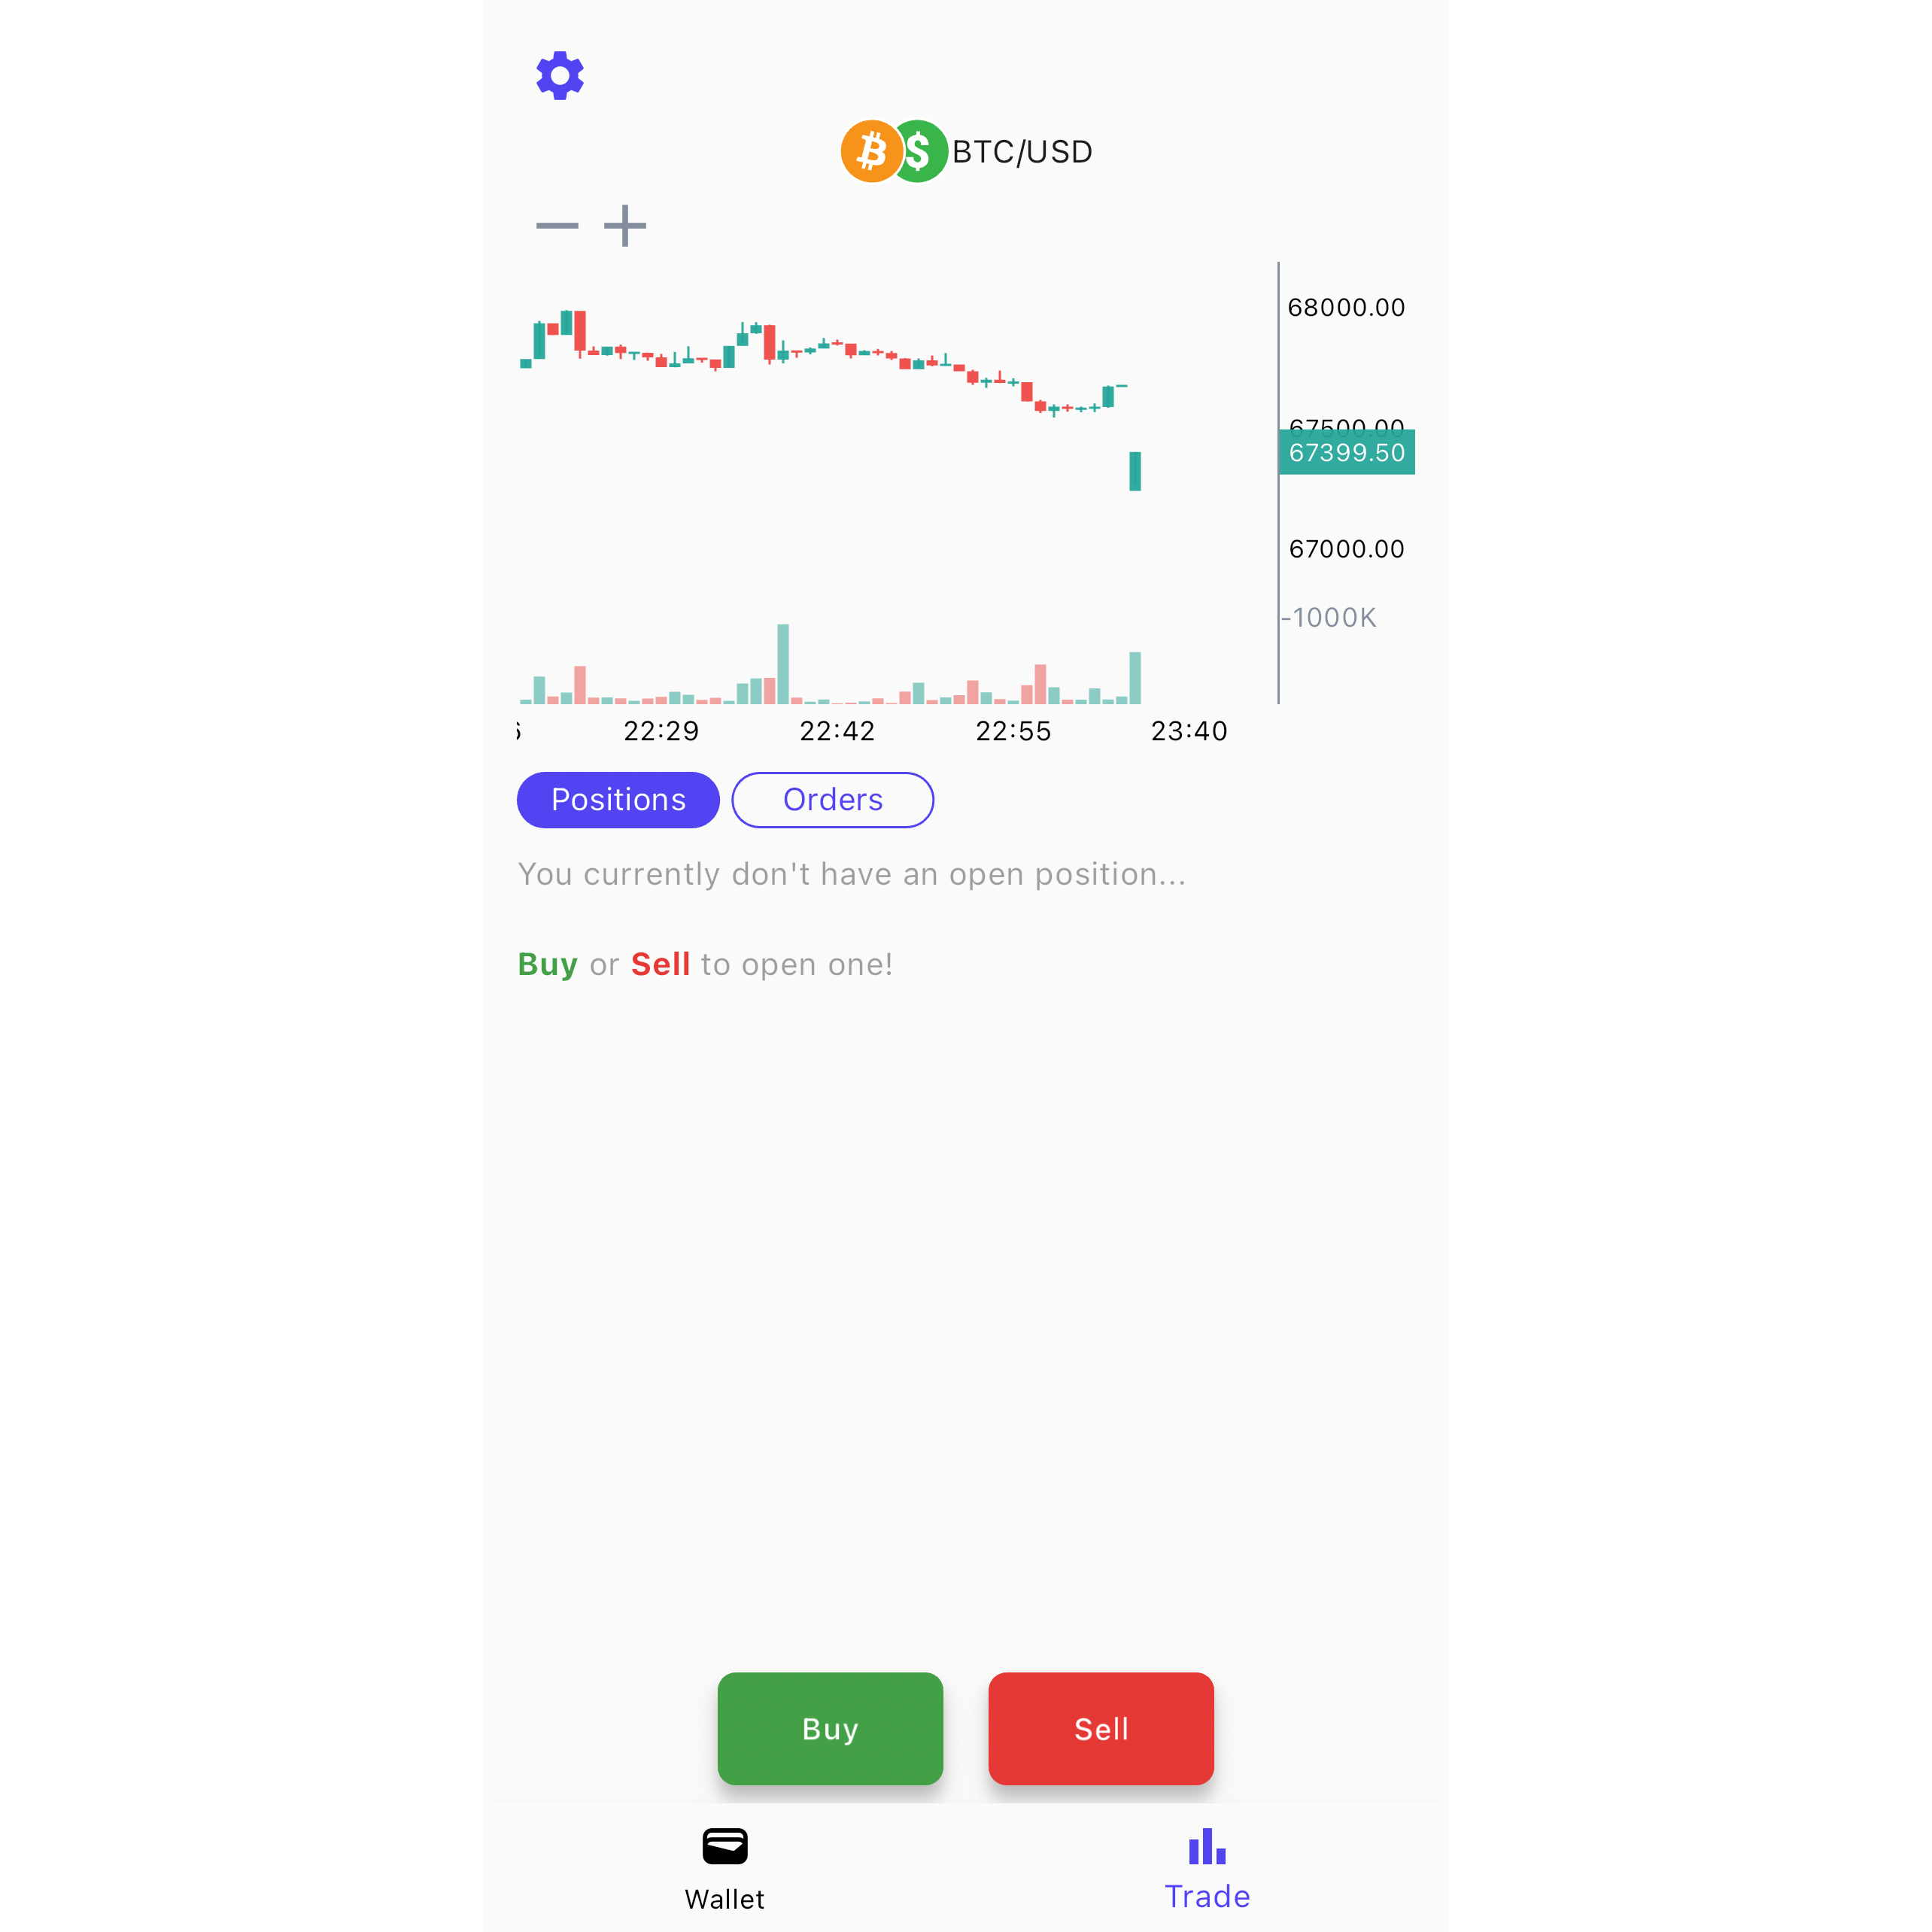 BTC/USD
68000.00
67500.00
67399.50
67000.00
-1000K
22:29 22:42 22:55 23:40
Positions Orders
You currently don't have an open position...
Buy or Sell to open one!
Buy Sell
Wallet Trade